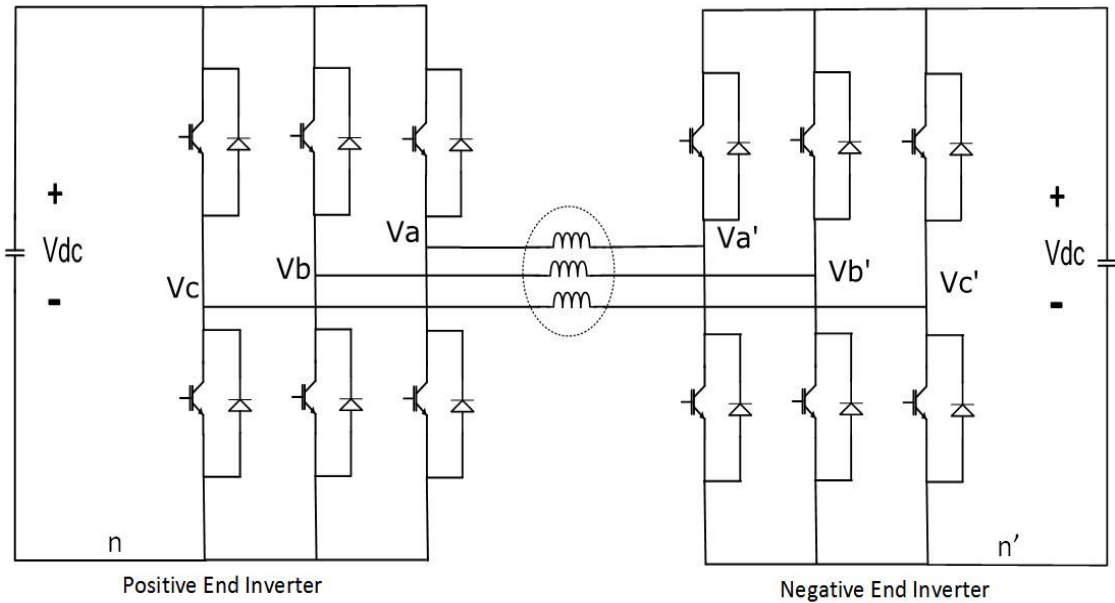 +
Vdc
-
Va
Vb
Vc
n
Positive End Inverter
Va'
Vb'
Vc'
+
Vdc
-
n'
Negative End Inverter